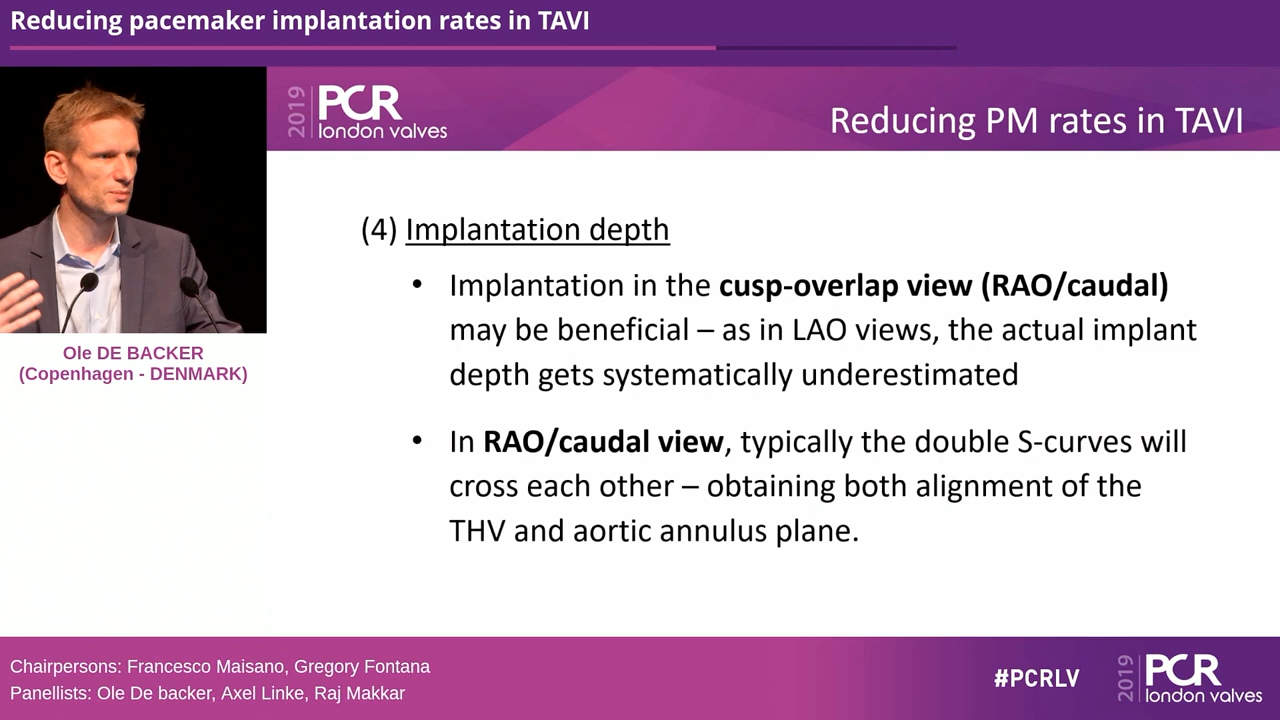 Reducing pacemaker implantation rates in TAVI
2019 PCR
london valves
Reducing PM rates in TAVI
Ole DE BACKER
(Copenhagen - DENMARK)
(4) Implantation depth
• Implantation in the cusp-overlap view (RAO/caudal)
may be beneficial – as in LAO views, the actual implant
depth gets systematically underestimated
• In RAO/caudal view, typically the double S-curves will
cross each other – obtaining both alignment of the
THV and aortic annulus plane.
Chairpersons: Francesco Maisano, Gregory Fontana
Panellists: Ole De backer, Axel Linke, Raj Makkar
#PCRLV
2019 PCR
london valves